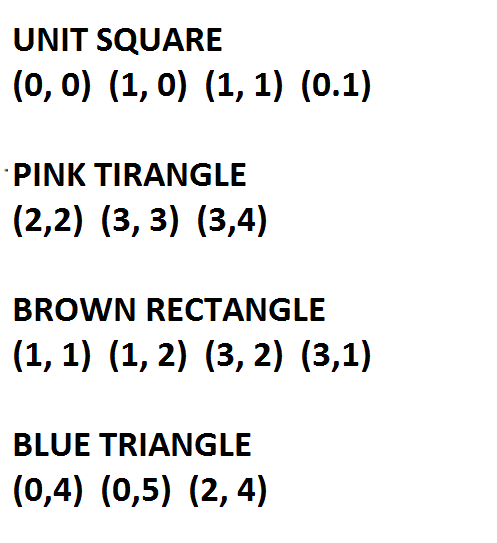 UNIT SQUARE
(0, 0) (1, 0) (1, 1) (0.1)
PINK TIRANGLE
(2,2) (3, 3) (3,4)
BROWN RECTANGLE
(1, 1) (1, 2) (3, 2) (3,1)
BLUE TRIANGLE
(0,4) (0,5) (2, 4)